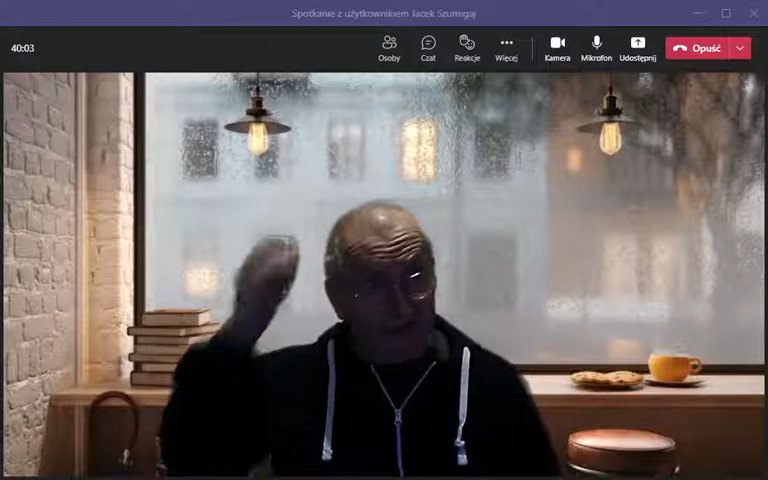 Spotkanie z użytkownikiem Jacek Szumigaj
40:03
Osoby
Czat
Reakcje
Więcej
Kamera
Mikrofon
Udostępnij
Opuść